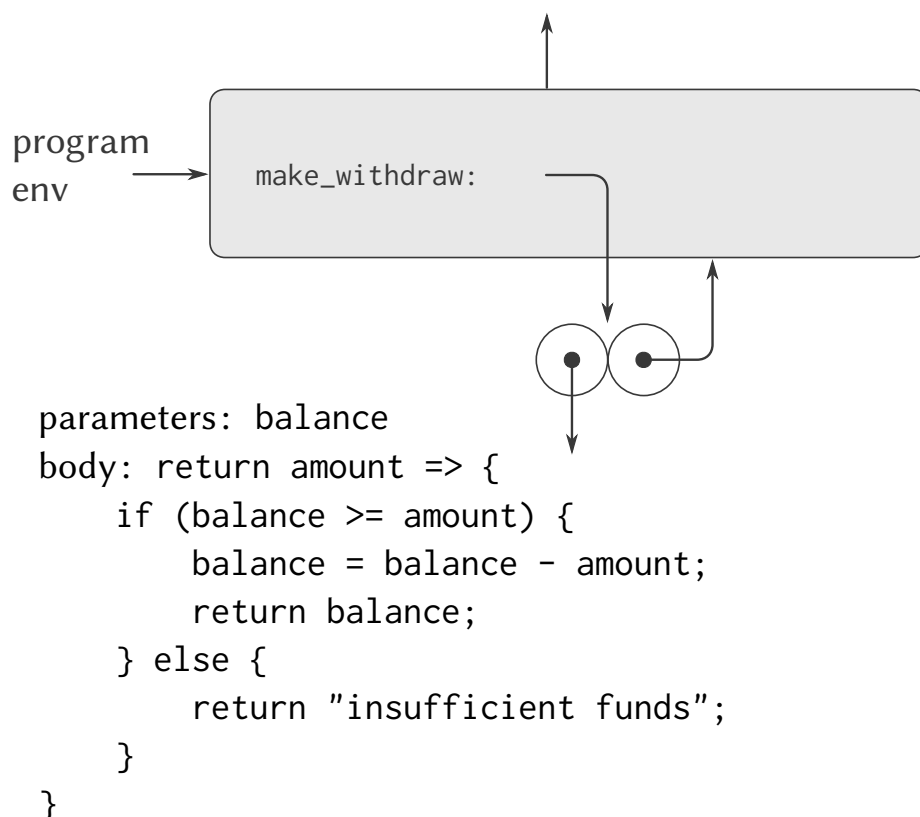 program
env
make_withdraw:
parameters: balance
body: return amount => {
if (balance >= amount) {
balance = balance - amount;
return balance;
} else {
return "insufficient funds";
}
}